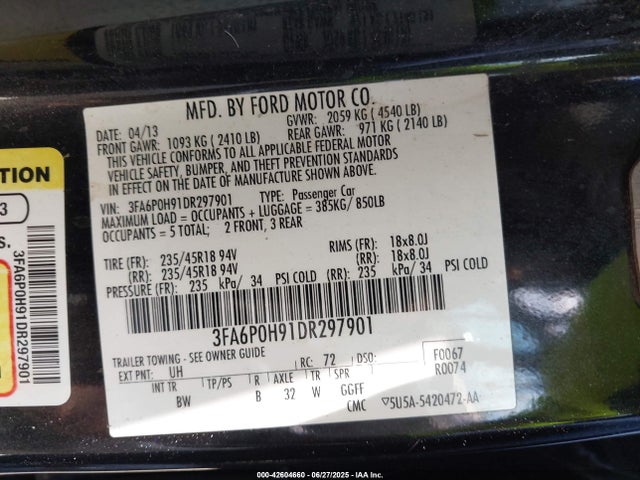 MFD. BY FORD MOTOR CO.
DATE: 04/13 GVWR: 2059 KG ( 4540 LB)
FRONT GAWR: 1093 KG ( 2410 LB) REAR GAWR: 971 KG ( 2140 LB)
THIS VEHICLE CONFORMS TO ALL APPLICABLE FEDERAL MOTOR
VEHICLE SAFETY, BUMPER, AND THEFT PREVENTION STANDARDS
IN EFFECT ON THE DATE OF MANUFACTURE SHOWN ABOVE.
VIN: 3FA6P0H91DR297901 TYPE: Passenger Car
MAXIMUM LOAD = OCCUPANTS + LUGGAGE = 385KG/ 850LB
OCCUPANTS = 5 TOTAL; 2 FRONT, 3 REAR
TIRE (FR): 235/45R18 94V RIMS (FR): 18x8.0J
(RR): 235/45R18 94V (RR): 18x8.0J
PRESSURE (FR): 235 kPa/ 34 PSI COLD (RR): 235 kPa/ 34 PSI COLD
3FA6P0H91DR297901
TRAILER TOWING - SEE OWNER GUIDE
EXT PNT: UH RC: 72 DSO: F0067
R0074
INT TR TP/PS R AXLE TR SPR
BW B 32 W GGFF
CMC 5U5A-5420472-AA
TION
3
S.
3FA6P0H91DR297901
000-42604660 - 06/27/2025 - IAA Inc.